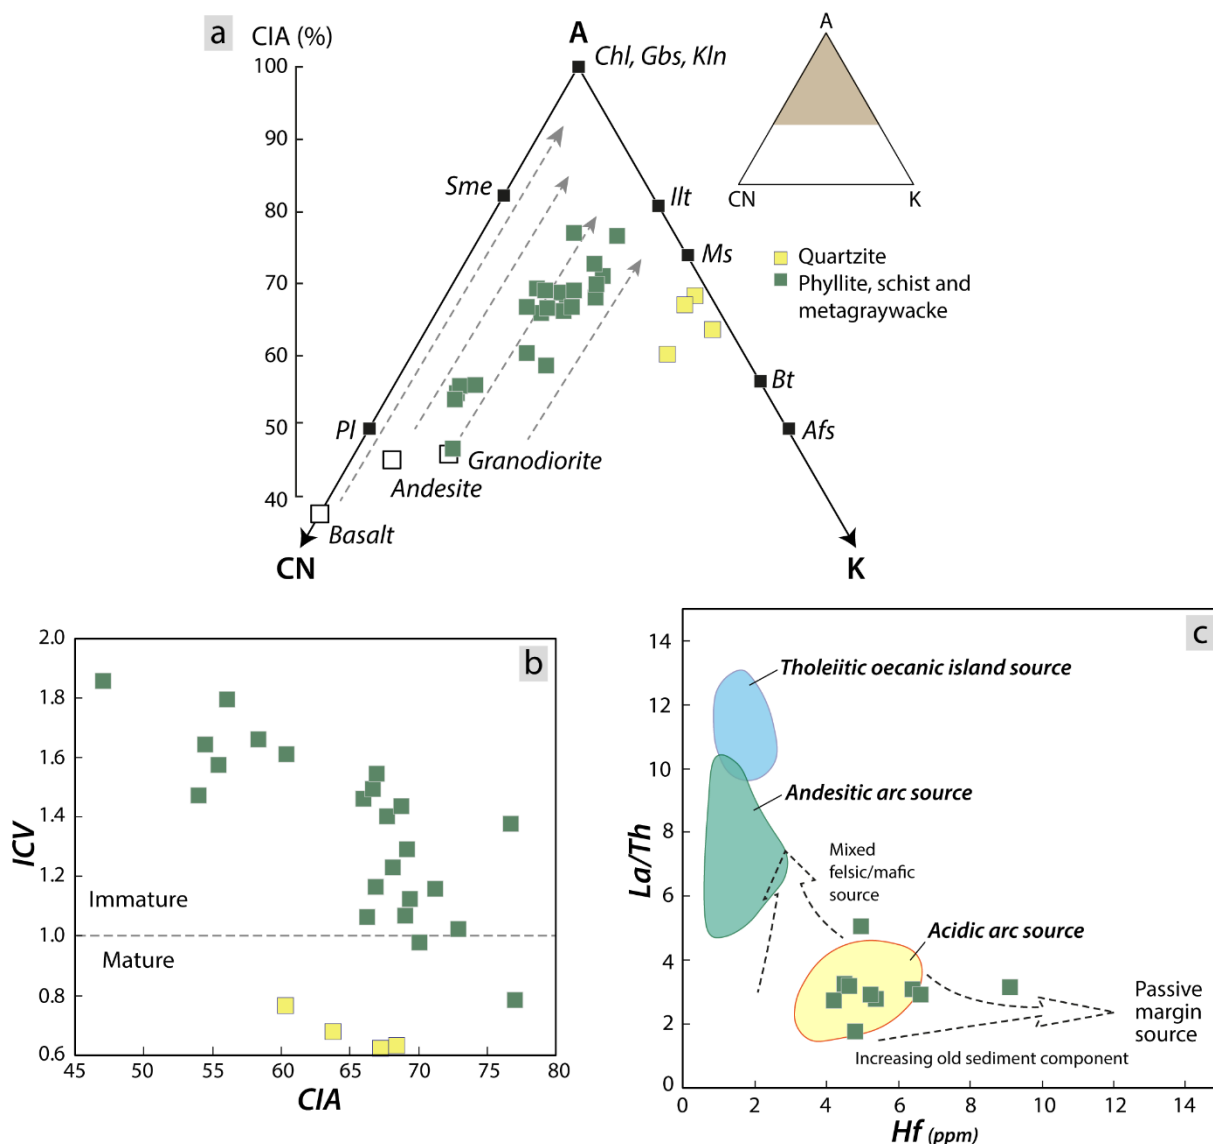 a
CIA (%)
A
Chl, Gbs, Kln
100
90
80
70
60
50
40
Sme
Ilt
Ms
Pl
Bt
Afs
Granodiorite
Andesite
Basalt
CN
K
A
CN
K
Quartzite
Phyllite, schist and
metagraywacke
b
2.0
1.8
1.6
1.4
1.2
1.0
0.8
0.6
ICV
Immature
Mature
45
50
55
60
65
70
75
80
CIA
c
14
12
10
8
6
4
2
0
La/Th
Tholeiitic oecanic island source
Andesitic arc source
Mixed
felsic/mafic
source
Acidic arc source
Passive
margin
source
Increasing old sediment component
0
2
4
6
8
10
12
14
Hf (ppm)